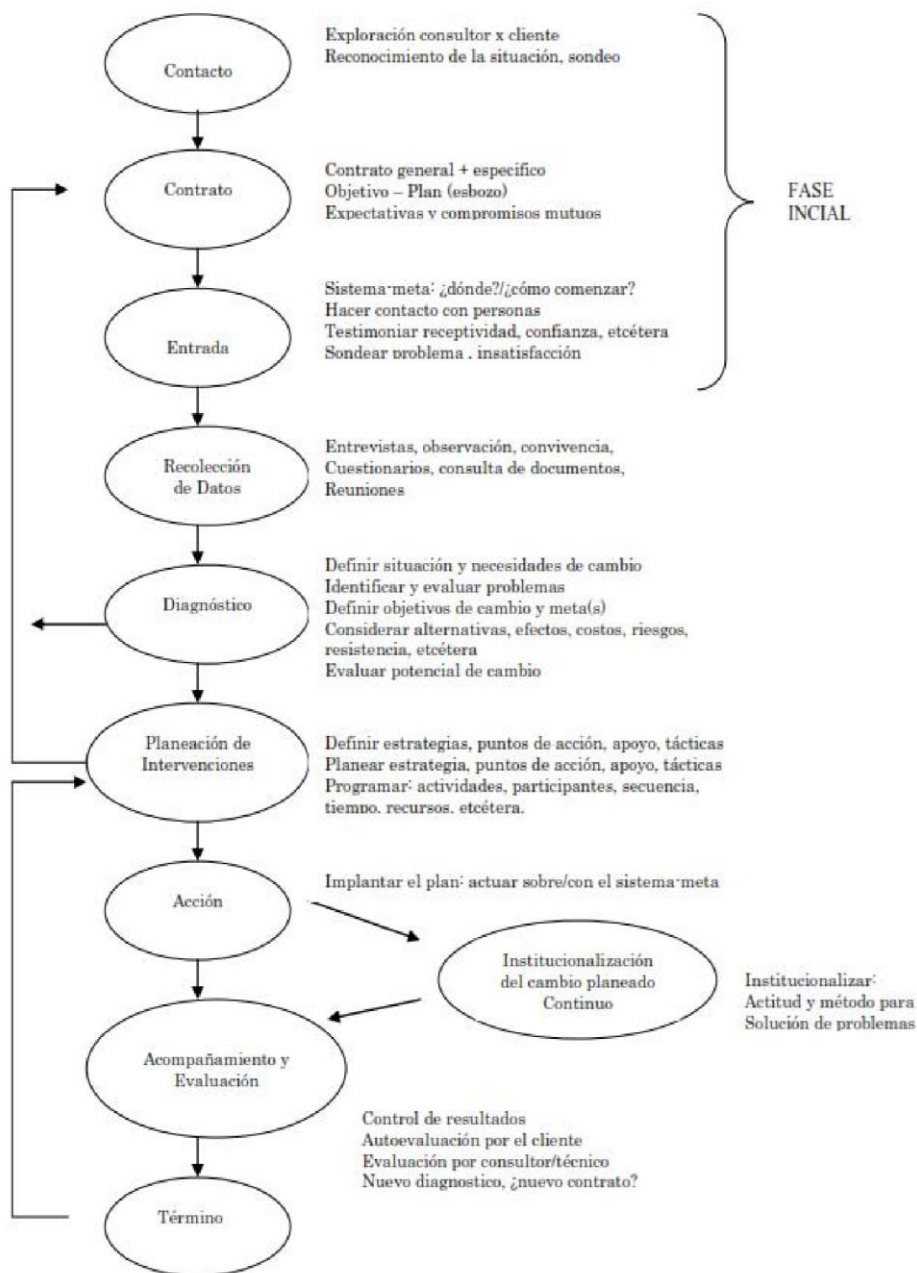 Contacto
Exploración consultor x cliente
Reconocimiento de la situación, sondeo
Contrato
Contrato general + especifico
Objetivo – Plan (esbozo)
Expectativas y compromisos mutuos
FASE
INCIAL
Entrada
Sistema-meta: ¿dónde?/¿cómo comenzar?
Hacer contacto con personas
Testimoniar receptividad, confianza, etcétera
Sondear problema . insatisfacción
Recolección
de Datos
Entrevistas, observación, convivencia,
Cuestionarios, consulta de documentos,
Reuniones
Diagnóstico
Definir situación y necesidades de cambio
Identificar y evaluar problemas
Definir objetivos de cambio y meta(s)
Considerar alternativas, efectos, costos, riesgos,
resistencia, etcétera
Evaluar potencial de cambio
Planeación de
Intervenciones
Definir estrategias, puntos de acción, apoyo, tácticas
Planear estrategia, puntos de acción, apoyo, tácticas
Programar: actividades, participantes, secuencia,
tiempo. recursos. etcétera.
Acción
Implantar el plan: actuar sobre/con el sistema-meta
Institucionalización
del cambio planeado
Continuo
Institucionalizar:
Actitud y método para
Solución de problemas
Acompañamiento y
Evaluación
Control de resultados
Autoevaluación por el cliente
Evaluación por consultor/técnico
Nuevo diagnostico, ¿nuevo contrato?
Término